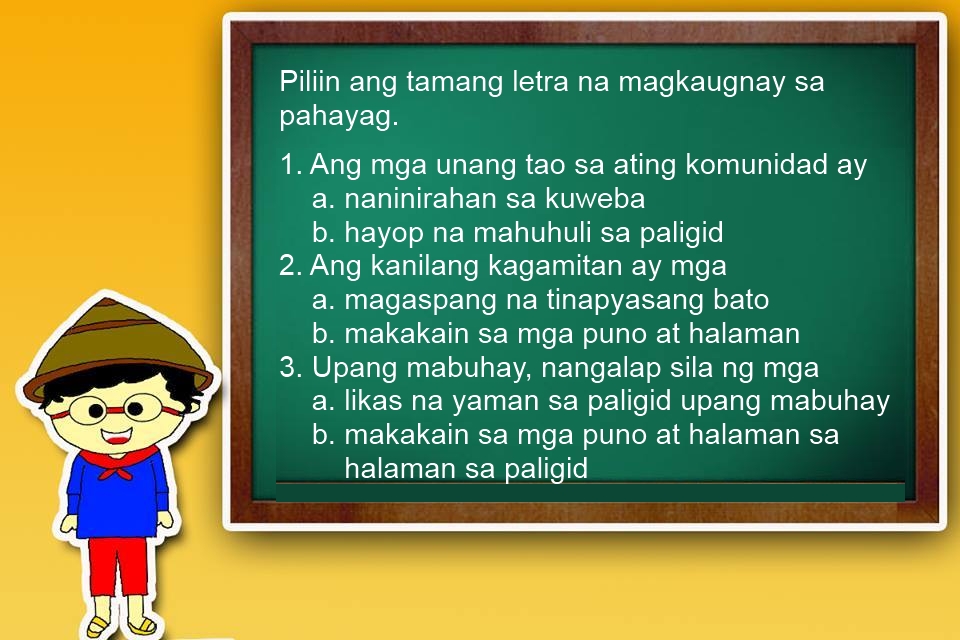 Piliin ang tamang letra na magkaugnay sa
pahayag.
1. Ang mga unang tao sa ating komunidad ay
a. naninirahan sa kuweba
b. hayop na mahuhuli sa paligid
2. Ang kanilang kagamitan ay mga
a. magaspang na tinapyasang bato
b. makakain sa mga puno at halaman
3. Upang mabuhay, nangalap sila ng mga
a. likas na yaman sa paligid upang mabuhay
b. makakain sa mga puno at halaman sa
halaman sa paligid